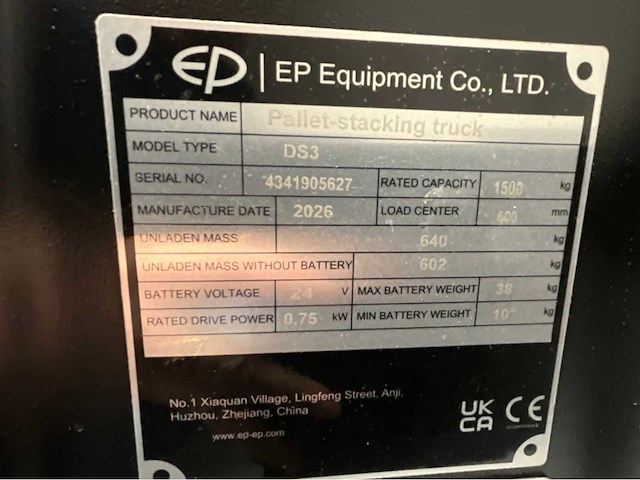 EP | EP Equipment Co., LTD.
PRODUCT NAME Pallet-stacking truck
MODEL TYPE DS3
SERIAL NO. 4341905627 RATED CAPACITY 1500 kg
MANUFACTURE DATE 2026 LOAD CENTER 600 mm
UNLADEN MASS 640 kg
UNLADEN MASS WITHOUT BATTERY 602 kg
BATTERY VOLTAGE 24 V MAX BATTERY WEIGHT 38 kg
RATED DRIVE POWER 0.75 kW MIN BATTERY WEIGHT kg
No.1 Xiaquan Village, Lingfeng Street, Anji,
Huzhou, Zhejiang, China
www.ep-ep.com
UK
CA CE